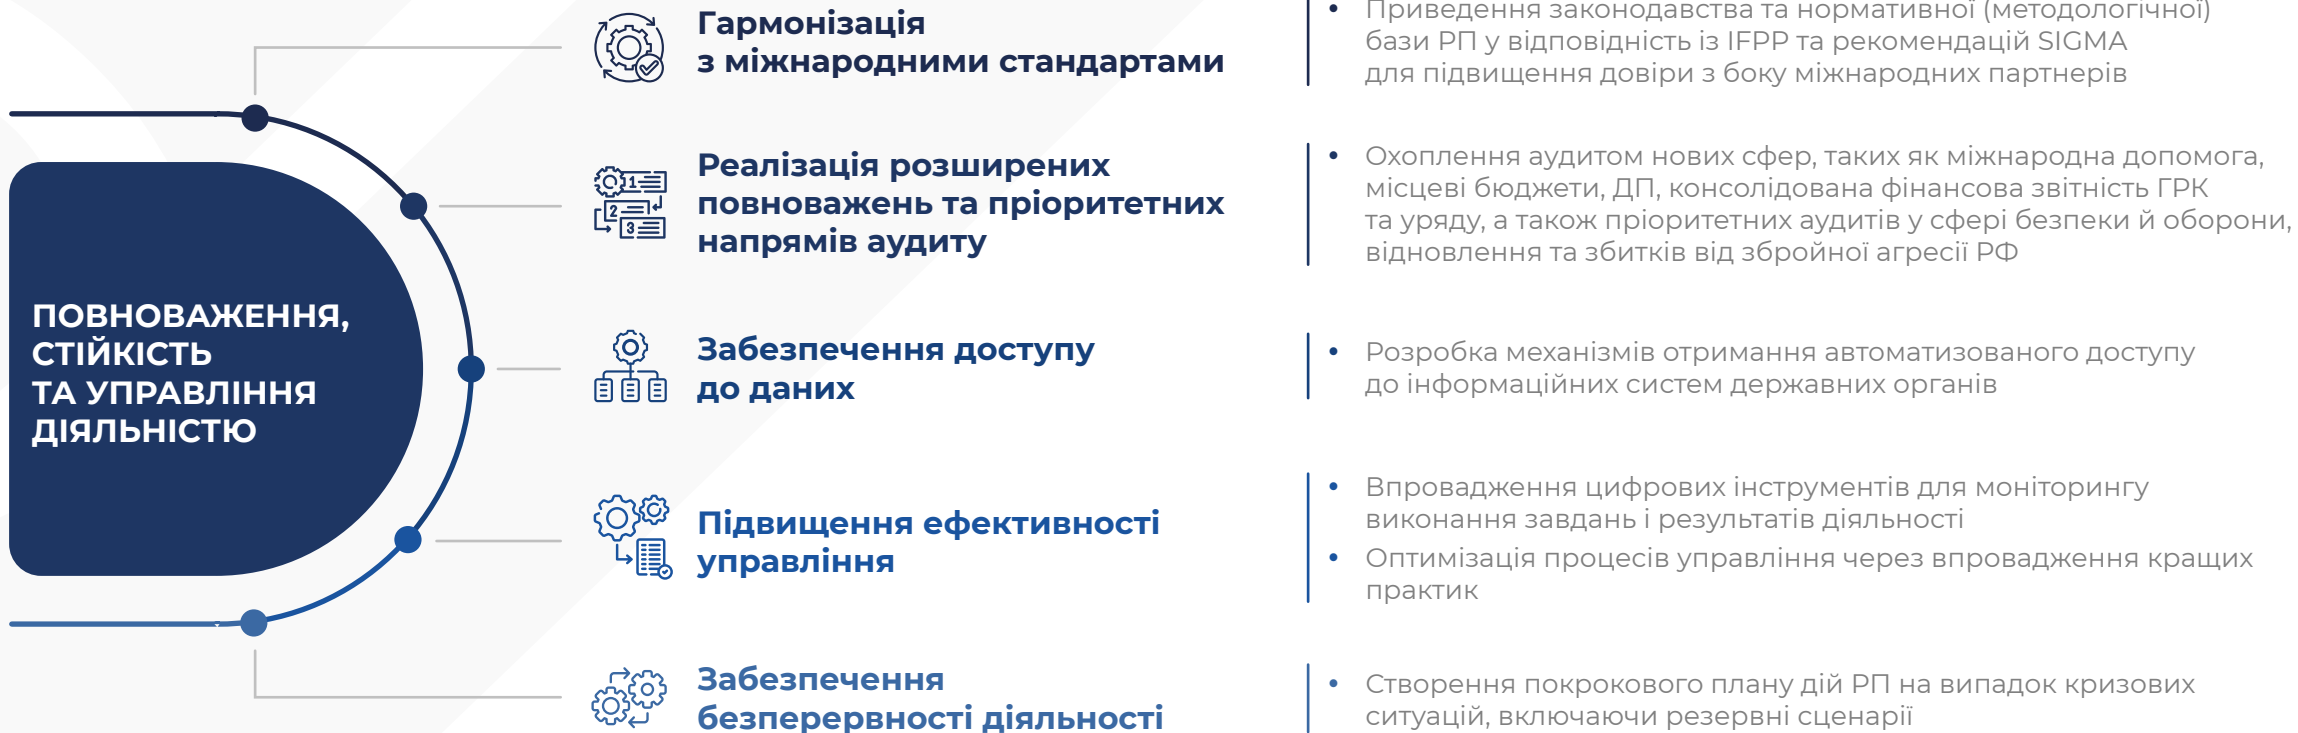 ПОВНОВАЖЕННЯ,
СТІЙКІСТЬ
ТА УПРАВЛІННЯ
ДІЯЛЬНІСТЮ
Гармонізація
з міжнародними стандартами
• Приведення законодавства та нормативної (методологічної)
бази РП у відповідність із IFPP та рекомендацій SIGMA
для підвищення довіри з боку міжнародних партнерів
1
2
3
Реалізація розширених
повноважень та пріоритетних
напрямів аудиту
• Охоплення аудитом нових сфер, таких як міжнародна допомога,
місцеві бюджети, ДП, консолідована фінансова звітність ГРК
та уряду, а також пріоритетних аудитів у сфері безпеки й оборони,
відновлення та збитків від збройної агресії РФ
Забезпечення доступу
до даних
• Розробка механізмів отримання автоматизованого доступу
до інформаційних систем державних органів
Підвищення ефективності
управління
• Впровадження цифрових інструментів для моніторингу
виконання завдань і результатів діяльності
• Оптимізація процесів управління через впровадження кращих
практик
Забезпечення
безперервності діяльності
• Створення покрокового плану дій РП на випадок кризових
ситуацій, включаючи резервні сценарії